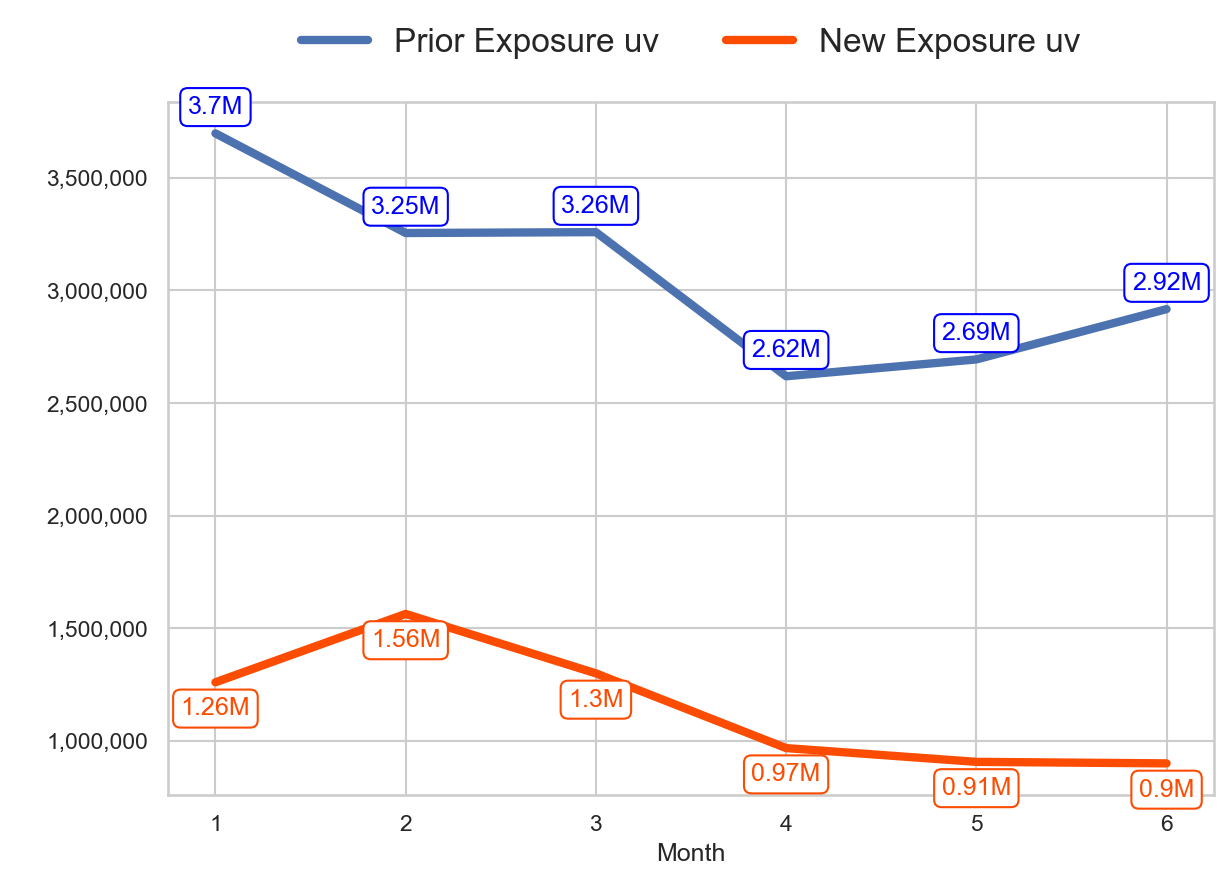 Prior Exposure uv New Exposure uv
3.7M
3,500,000
3.25M 3.26M
3,000,000
2.92M
2.62M 2.69M
2,500,000
2,000,000
1,500,000
1.56M
1.26M 1.3M
1,000,000
0.97M 0.91M 0.9M
1 2 3 4 5 6
Month